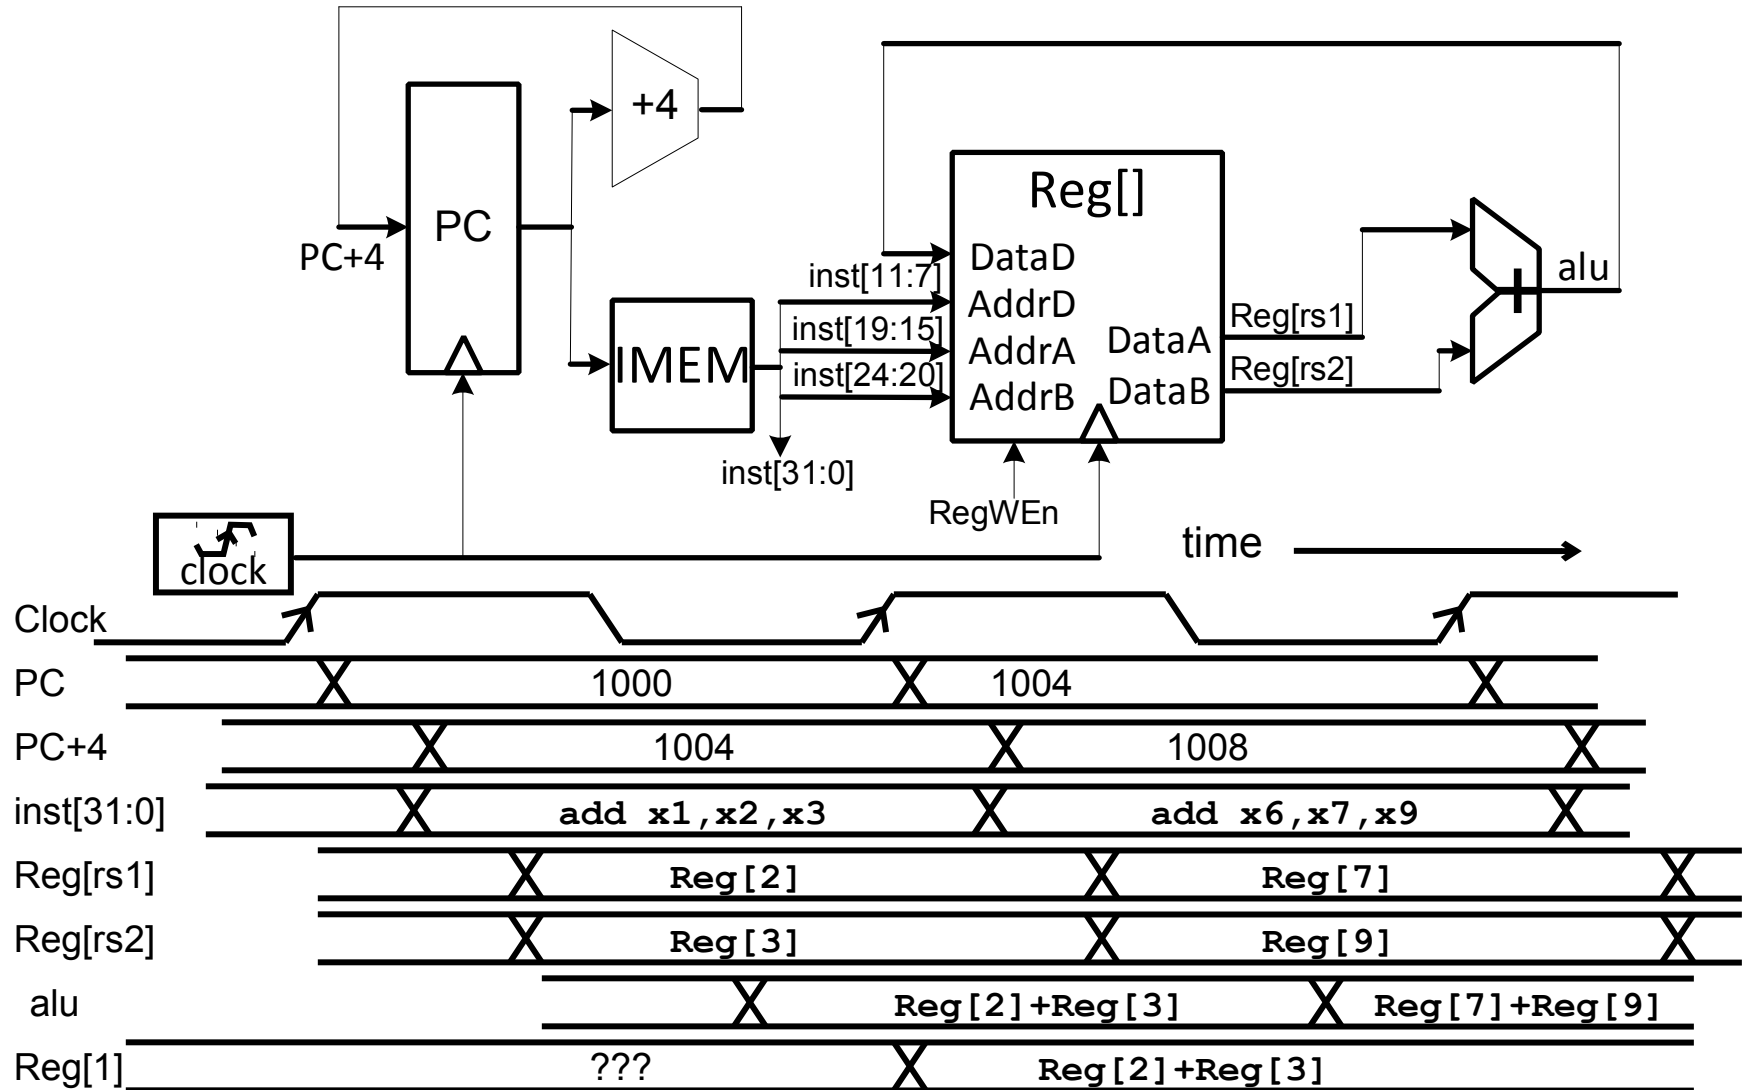 +4
PC
PC+4
Reg[]
DataD
inst[11:7]
AddrD
inst[19:15]
AddrA
inst[24:20]
AddrB
DataA
DataB
Reg[rs1]
Reg[rs2]
alu
IMEM
inst[31:0]
RegWEn
clock
time
Clock
PC 1000 1004
PC+4 1004 1008
inst[31:0] add x1,x2,x3 add x6,x7,x9
Reg[rs1] Reg[2] Reg[7]
Reg[rs2] Reg[3] Reg[9]
alu Reg[2]+Reg[3] Reg[7]+Reg[9]
Reg[1] ??? Reg[2]+Reg[3]